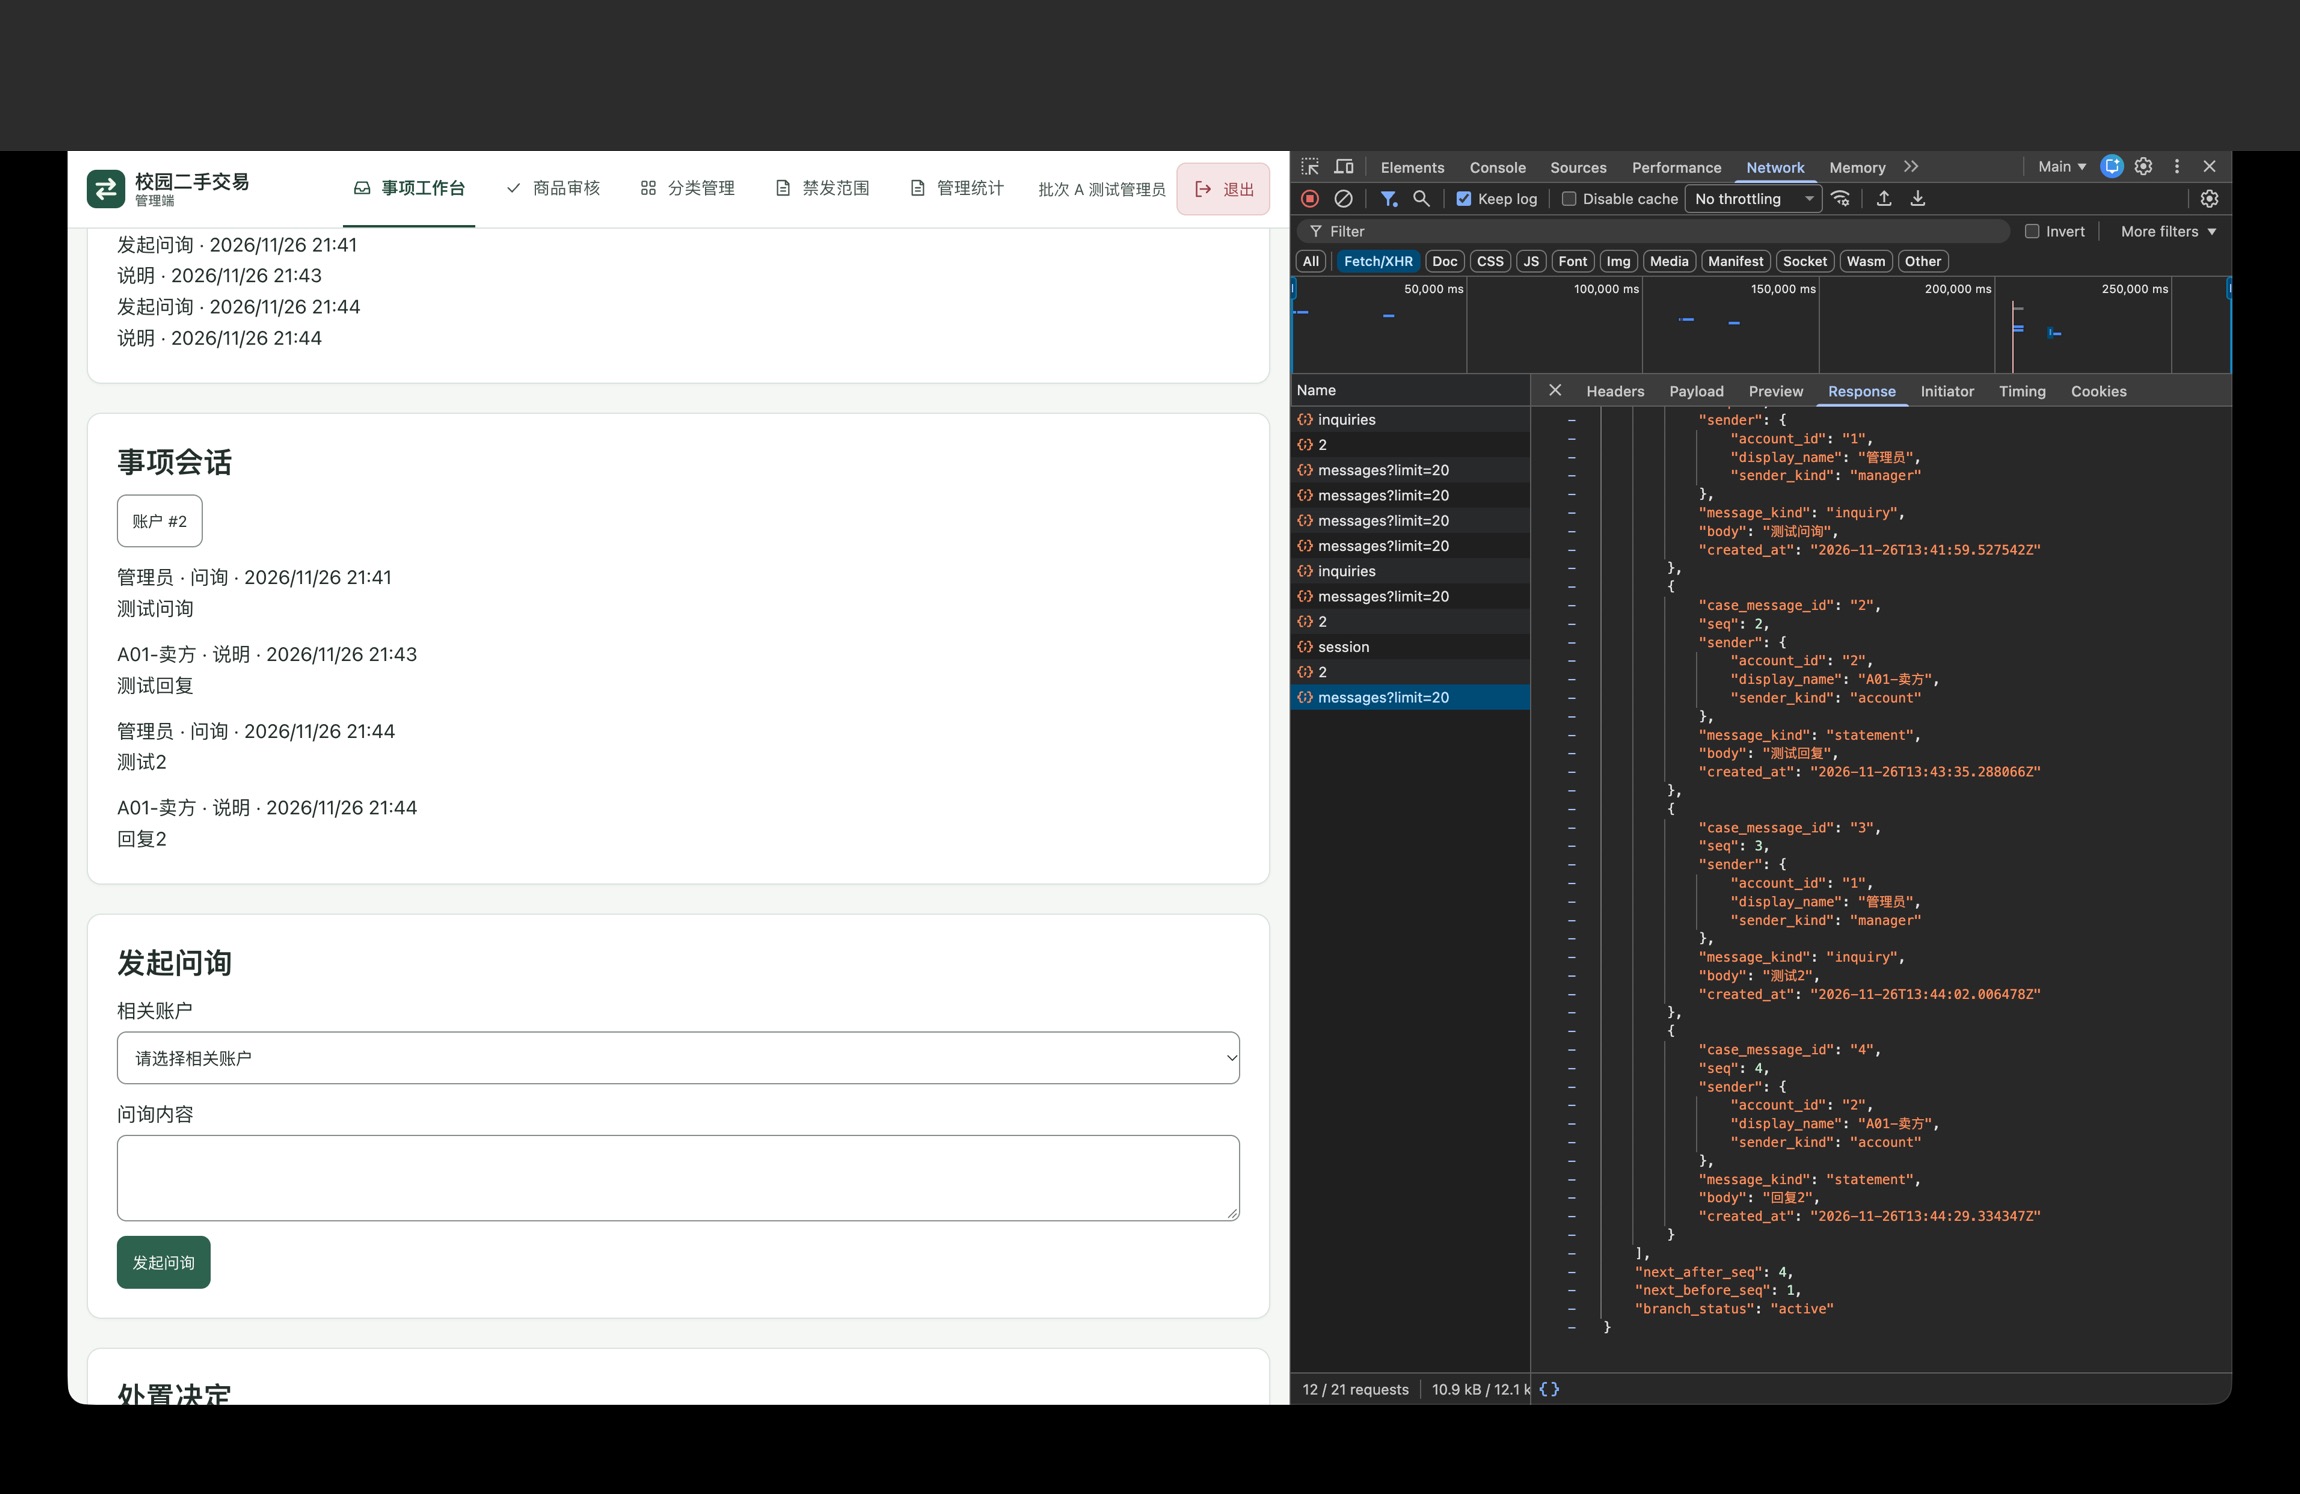 校园二手交易
管理端
事项工作台
商品审核
分类管理
禁发范围
管理统计
批次 A 测试管理员
退出
发起问询 · 2026/11/26 21:41
说明 · 2026/11/26 21:43
发起问询 · 2026/11/26 21:44
说明 · 2026/11/26 21:44
事项会话
账户 #2
管理员 · 问询 · 2026/11/26 21:41
测试问询
A01-卖方 · 说明 · 2026/11/26 21:43
测试回复
管理员 · 问询 · 2026/11/26 21:44
测试2
A01-卖方 · 说明 · 2026/11/26 21:44
回复2
发起问询
相关账户
请选择相关账户
问询内容
发起问询
处置决定
Elements Console Sources Performance Network Memory Main
Keep log Disable cache No throttling
Filter Invert More filters
All Fetch/XHR Doc CSS JS Font Img Media Manifest Socket Wasm Other
50,000 ms 100,000 ms 150,000 ms 200,000 ms 250,000 ms
Name
inquiries
2
messages?limit=20
messages?limit=20
messages?limit=20
messages?limit=20
inquiries
messages?limit=20
2
session
2
messages?limit=20
12 / 21 requests 10.9 kB / 12.1 k
Headers Payload Preview Response Initiator Timing Cookies
"sender": {
"account_id": "1",
"display_name": "管理员",
"sender_kind": "manager"
},
"message_kind": "inquiry",
"body": "测试问询",
"created_at": "2026-11-26T13:41:59.527542Z"
},
{
"case_message_id": "2",
"seq": 2,
"sender": {
"account_id": "2",
"display_name": "A01-卖方",
"sender_kind": "account"
},
"message_kind": "statement",
"body": "测试回复",
"created_at": "2026-11-26T13:43:35.288066Z"
},
{
"case_message_id": "3",
"seq": 3,
"sender": {
"account_id": "1",
"display_name": "管理员",
"sender_kind": "manager"
},
"message_kind": "inquiry",
"body": "测试2",
"created_at": "2026-11-26T13:44:02.006478Z"
},
{
"case_message_id": "4",
"seq": 4,
"sender": {
"account_id": "2",
"display_name": "A01-卖方",
"sender_kind": "account"
},
"message_kind": "statement",
"body": "回复2",
"created_at": "2026-11-26T13:44:29.334347Z"
}
],
"next_after_seq": 4,
"next_before_seq": 1,
"branch_status": "active"
}